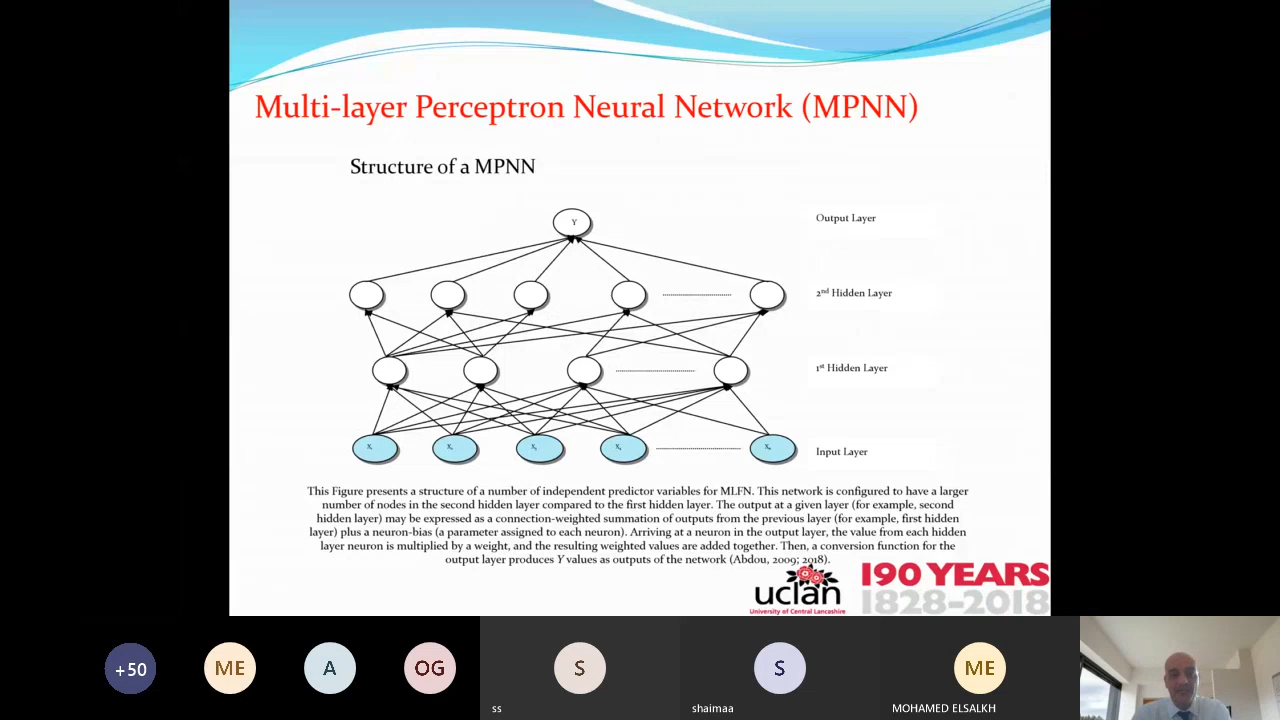 Multi-layer Perceptron Neural Network (MPNN)
Structure of a MPNN
Y
Output Layer
2nd Hidden Layer
1st Hidden Layer
Input Layer
This Figure presents a structure of a number of independent predictor variables for MLFN. This network is configured to have a larger
number of nodes in the second hidden layer compared to the first hidden layer. The output at a given layer (for example, second
hidden layer) may be expressed as a connection-weighted summation of outputs from the previous layer (for example, first hidden
layer) plus a neuron-bias (a parameter assigned to each neuron). Arriving at a neuron in the output layer, the value from each hidden
layer neuron is multiplied by a weight, and the resulting weighted values are added together. Then, a conversion function for the
output layer produces Y values as outputs of the network (Abdou, 2009; 2018).
uclan
University of Central Lancashire
190 YEARS
1828-2018
+50
ME
A
OG
S
ss
S
shaimaa
ME
MOHAMED ELSALKH